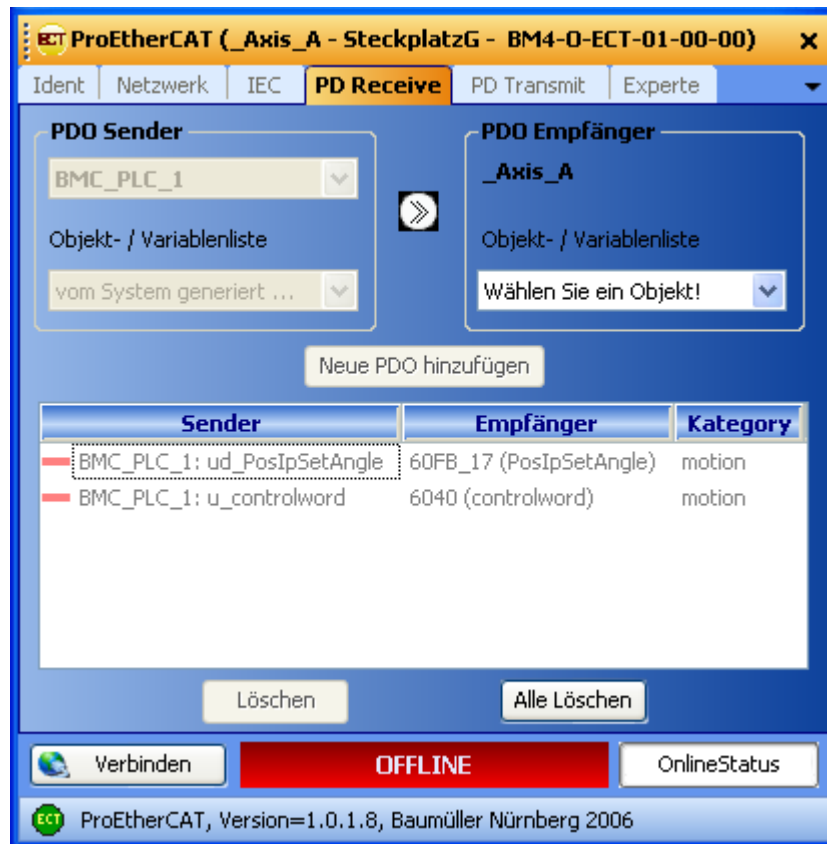 ECT ProEtherCAT (_Axis_A - SteckplatzG - BM4-O-ECT-01-00-00)
Ident Netzwerk IEC PD Receive PD Transmit Experte
PDO Sender PDO Empfänger
BMC_PLC_1 _Axis_A
Objekt- / Variablenliste Objekt- / Variablenliste
vom System generiert ... Wählen Sie ein Objekt!
Neue PDO hinzufügen
Sender Empfänger Kategory
BMC_PLC_1: ud_PosIpSetAngle 60FB_17 (PosIpSetAngle) motion
BMC_PLC_1: u_controlword 6040 (controlword) motion
Löschen Alle Löschen
Verbinden OFFLINE OnlineStatus
ECT ProEtherCAT, Version=1.0.1.8, Baumüller Nürnberg 2006